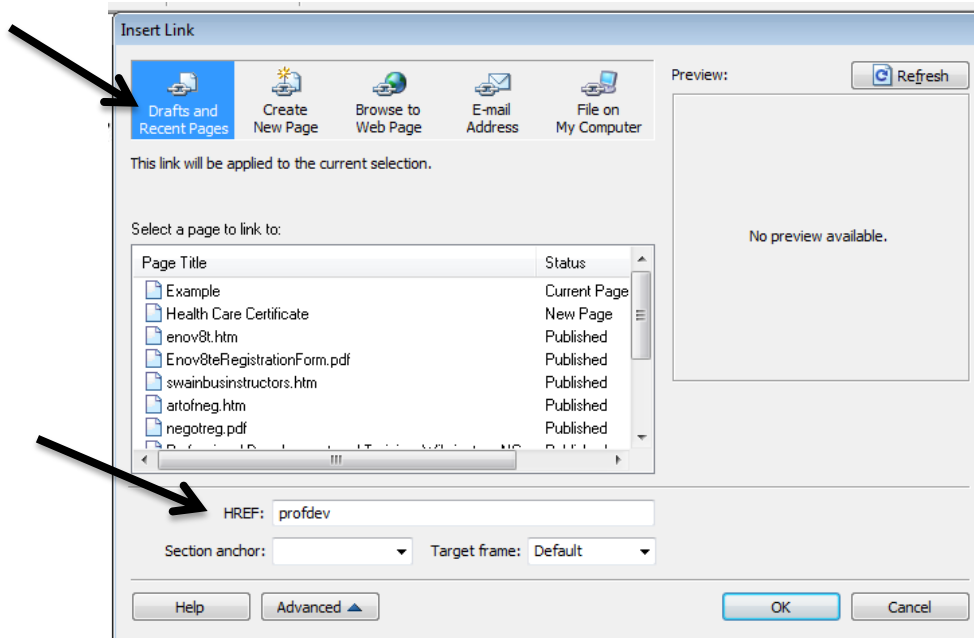 Insert Link
Drafts and Recent Pages
Create New Page
Browse to Web Page
E-mail Address
File on My Computer
Preview:
Refresh
This link will be applied to the current selection.
No preview available.
Select a page to link to:
Page Title Status
Example Current Page
Health Care Certificate New Page
enov8t.htm Published
Enov8teRegistrationForm.pdf Published
swainbusinstructors.htm Published
artofneg.htm Published
negotreg.pdf Published
HREF: profdev
Section anchor: Target frame: Default
Help Advanced OK Cancel